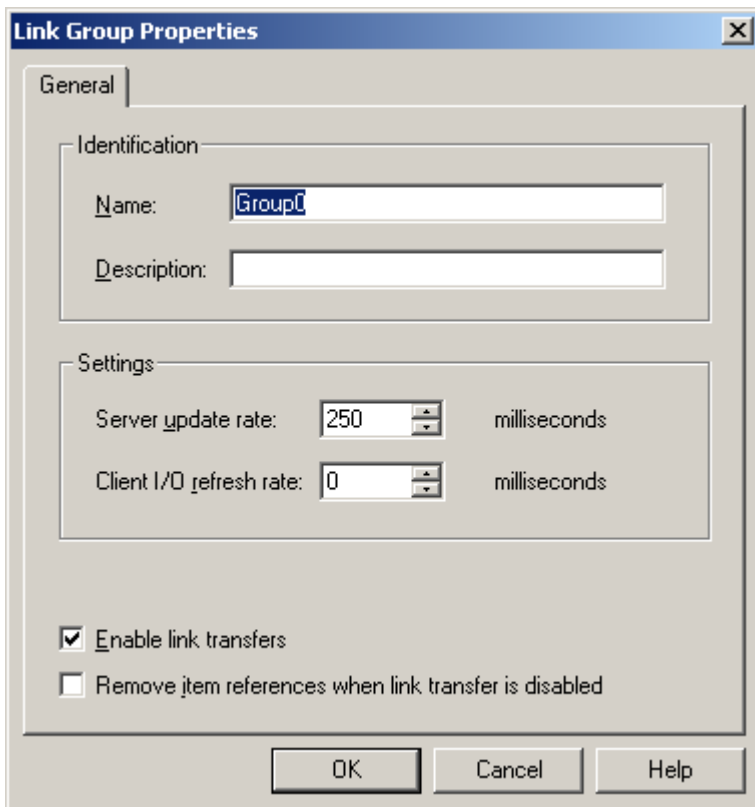 Link Group Properties
General
Identification
Name: Group0
Description:
Settings
Server update rate: 250 milliseconds
Client I/O refresh rate: 0 milliseconds
Enable link transfers
Remove item references when link transfer is disabled
OK Cancel Help